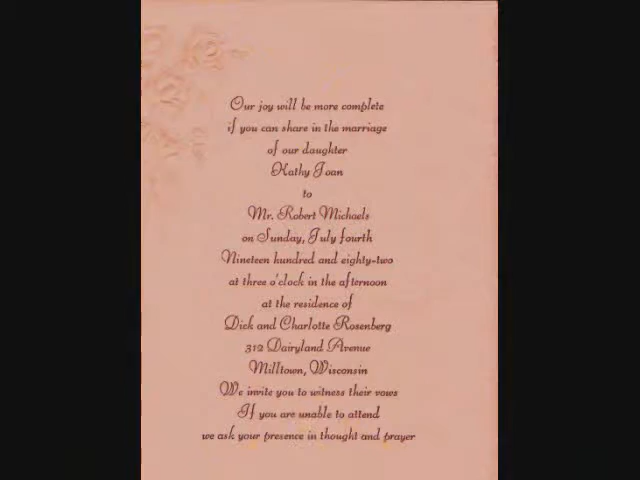 Our joy will be more complete
if you can share in the marriage
of our daughter
Kathy Joan
to
Mr. Robert Michaels
on Sunday, July fourth
Nineteen hundred and eighty-two
at three o'clock in the afternoon
at the residence of
Dick and Charlotte Rosenberg
312 Dairyland Avenue
Milltown, Wisconsin
We invite you to witness their vows
If you are unable to attend
we ask your presence in thought and prayer